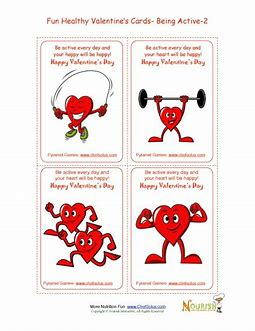 Fun Healthy Valentine's Cards- Being Active-2
Be active every day and
your heart will be happy!
Happy Valentine's Day
Pyramid Games- www.chefsolus.com
Be active every day and
your heart will be happy!
Happy Valentine's Day
Pyramid Games- www.chefsolus.com
Be active every day and
your heart will be happy!
Happy Valentine's Day
Pyramid Games- www.chefsolus.com
Be active every day and
your heart will be happy!
Happy Valentine's Day
Pyramid Games- www.chefsolus.com
More Nutrition Fun www.ChefSolus.com
Nourish